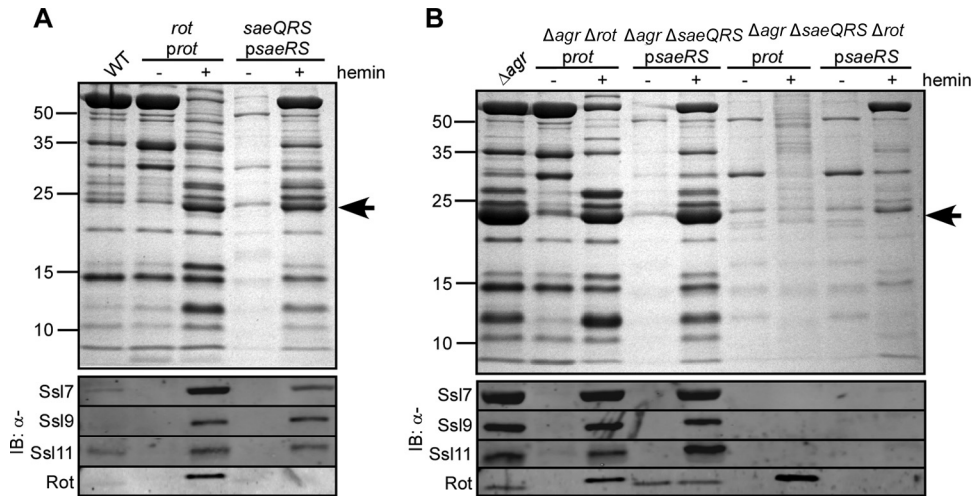 A
WT
rot
prot
saeQRS
psaeRS
- + - + hemin
50
35
25
15
10
IB: α-
Ssl7
Ssl9
Ssl11
Rot
B
Δagr
Δagr Δrot
prot
Δagr ΔsaeQRS
psaeRS
Δagr ΔsaeQRS Δrot
prot psaeRS
- + - + - + - + hemin
50
35
25
15
10
IB: α-
Ssl7
Ssl9
Ssl11
Rot